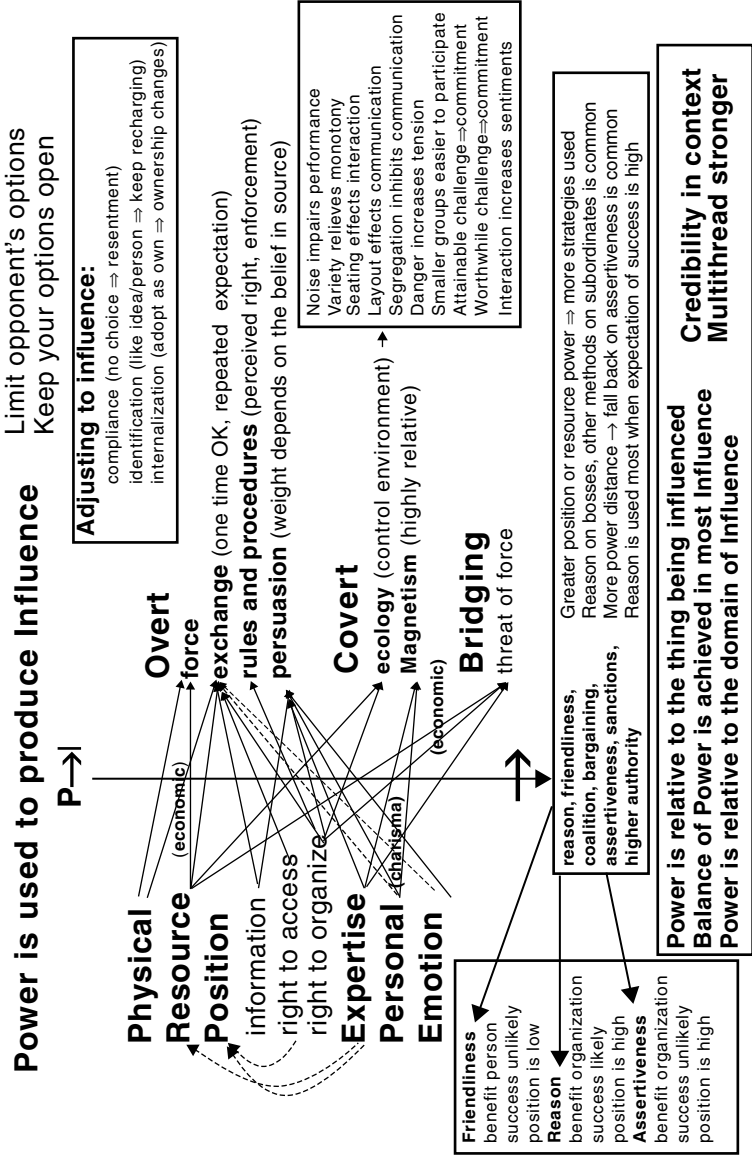 Power is used to produce Influence
Limit opponent's options
Keep your options open
P→I
Adjusting to influence:
compliance (no choice ⇒ resentment)
identification (like idea/person ⇒ keep recharging)
internalization (adopt as own ⇒ ownership changes)
Physical
Resource
(economic)
Position
information
right to access
right to organize
Expertise
Personal
(charisma)
Emotion
Overt
force
exchange (one time OK, repeated expectation)
rules and procedures (perceived right, enforcement)
persuasion (weight depends on the belief in source)
Covert
ecology (control environment) →
Magnetism (highly relative)
(economic)
Bridging
threat of force
Noise impairs performance
Variety relieves monotony
Seating effects interaction
Layout effects communication
Segregation inhibits communication
Danger increases tension
Smaller groups easier to participate
Attainable challenge⇒commitment
Worthwhile challenge⇒commitment
Interaction increases sentiments
→
reason, friendliness,
coalition, bargaining,
assertiveness, sanctions,
higher authority
Greater position or resource power ⇒ more strategies used
Reason on bosses, other methods on subordinates is common
More power distance → fall back on assertiveness is common
Reason is used most when expectation of success is high
Friendliness
benefit person
success unlikely
position is low
Reason
benefit organization
success likely
position is high
Assertiveness
benefit organization
success unlikely
position is high
Power is relative to the thing being influenced
Balance of Power is achieved in most Influence
Power is relative to the domain of Influence
Credibility in context
Multithread stronger